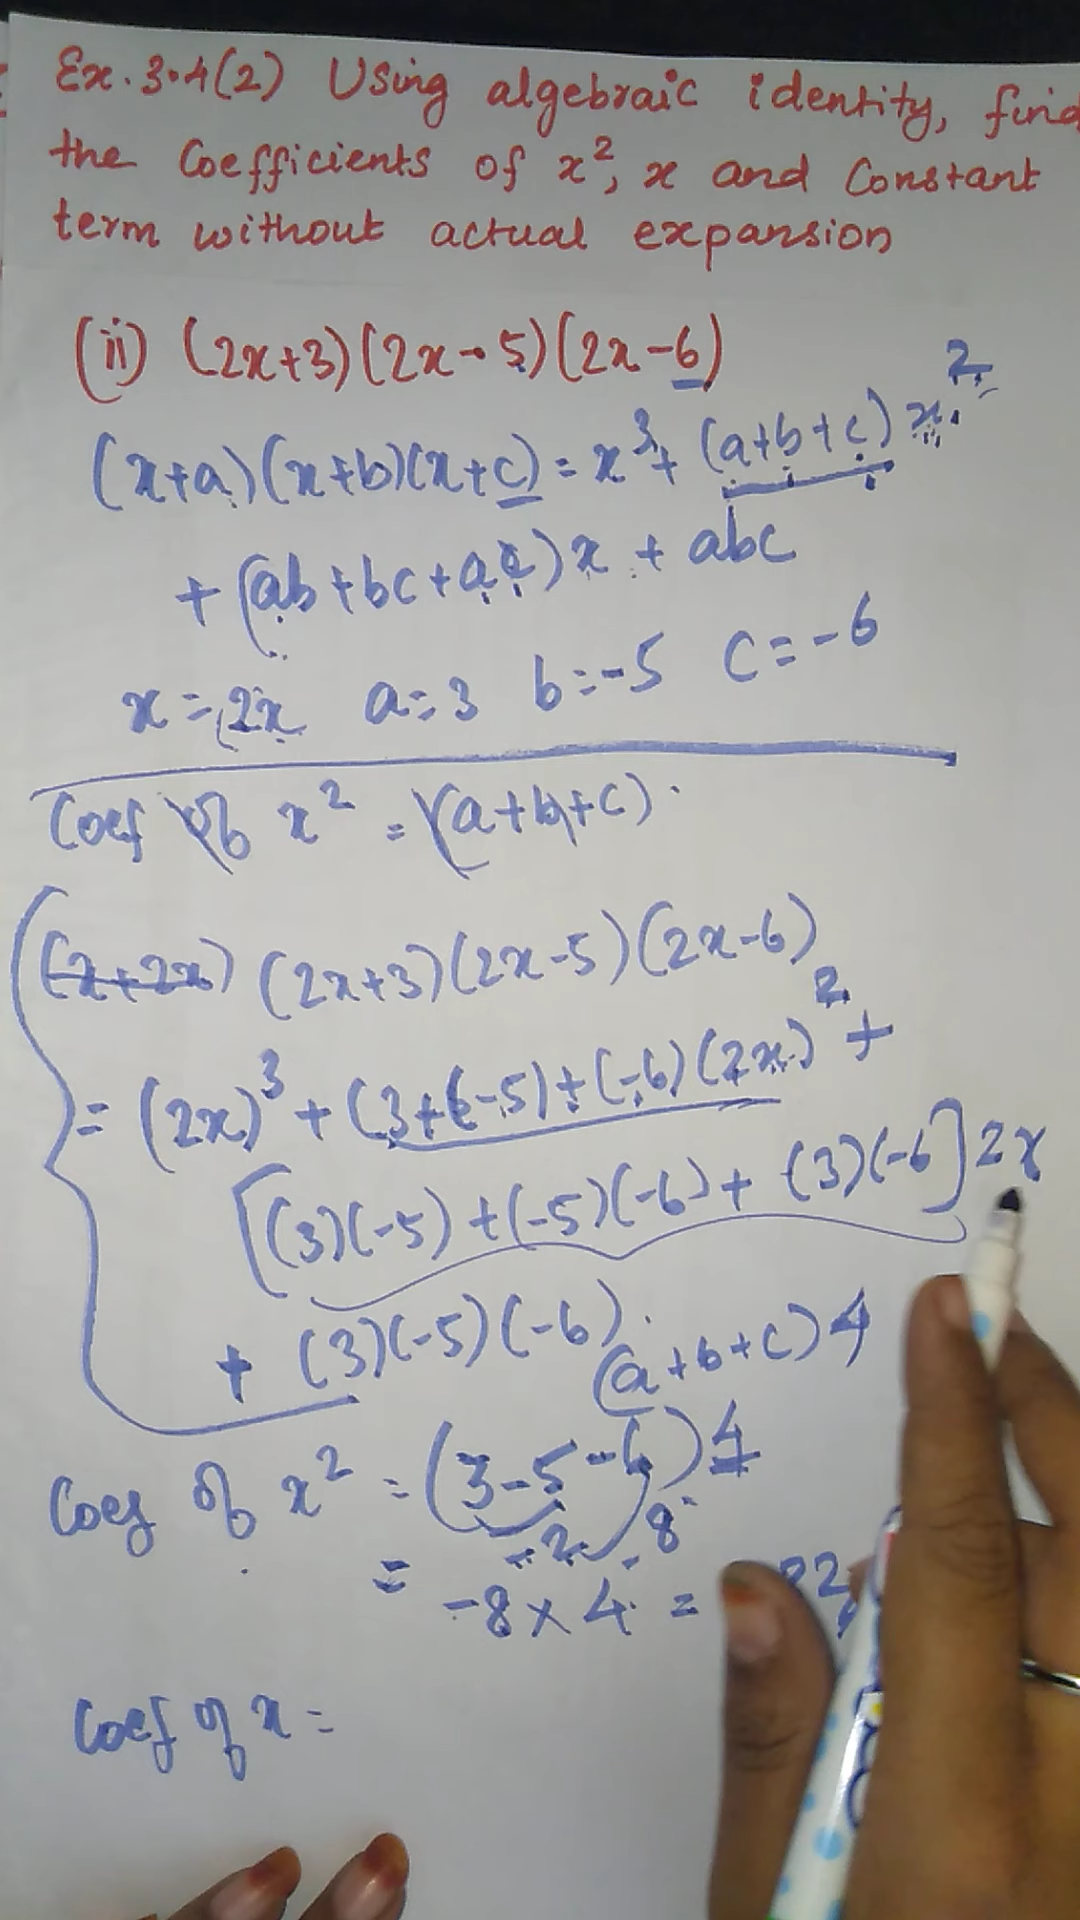 Ex. 3.4(2) Using algebraic identity, find
the Coefficients of x², x and Constant
term without actual expansion
(ii) (2x+3)(2x-5)(2x-6)
(x+a)(x+b)(x+c) = x³ + (a+b+c) x²
+ (ab+bc+ac)x + abc
x = 2x a=3 b=-5 c=-6
Coef of x² = (a+b+c)
(x+2x) (2x+3)(2x-5)(2x-6)
= (2x)³ + (3+(-5)+(-6)(2x)² +
[(3)(-5) + (-5)(-6) + (3)(-6)]2x
+ (3)(-5)(-6)
(a+b+c)4
Coef of x² = (3-5-6)4
-2 -8
= -8 × 4 = 32
Coef of x =